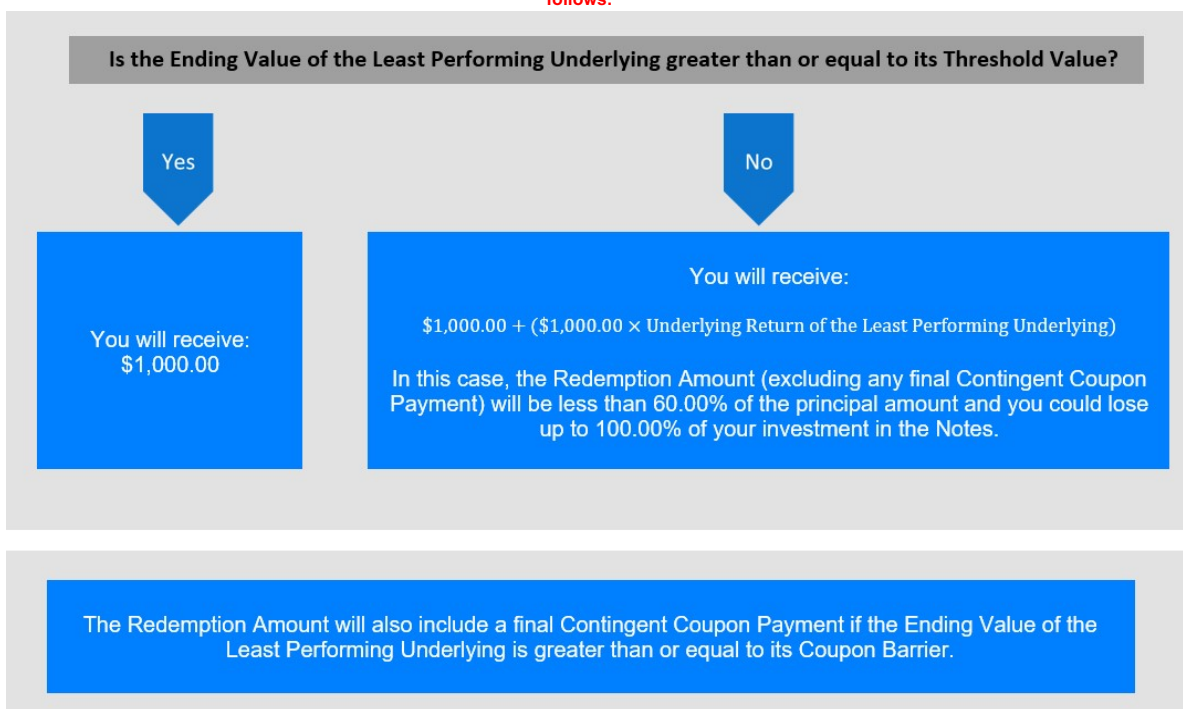 follows:
Is the Ending Value of the Least Performing Underlying greater than or equal to its Threshold Value?
Yes
No
You will receive:
$1,000.00
You will receive:
$1,000.00 + ($1,000.00 × Underlying Return of the Least Performing Underlying)
In this case, the Redemption Amount (excluding any final Contingent Coupon
Payment) will be less than 60.00% of the principal amount and you could lose
up to 100.00% of your investment in the Notes.
The Redemption Amount will also include a final Contingent Coupon Payment if the Ending Value of the
Least Performing Underlying is greater than or equal to its Coupon Barrier.